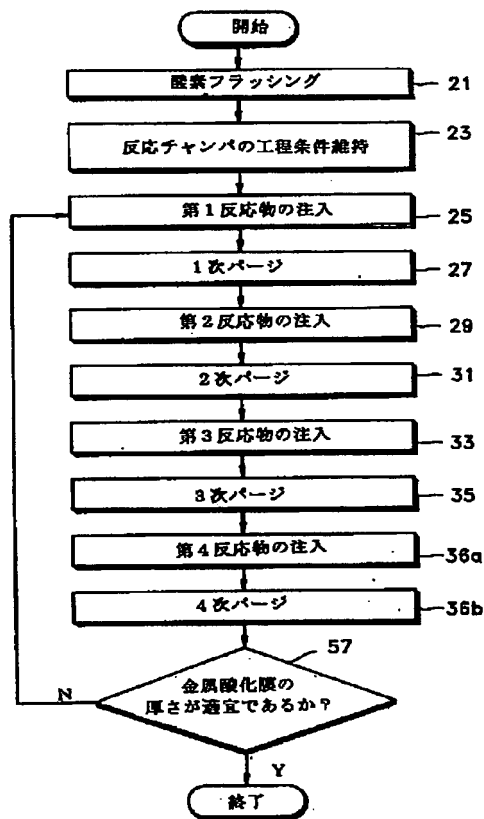 開始
酸素フラッシング
21
反応チャンバの工程条件維持
23
第1反応物の注入
25
1次パージ
27
第2反応物の注入
29
2次パージ
31
第3反応物の注入
33
3次パージ
35
第4反応物の注入
36a
4次パージ
36b
57
金属酸化膜の
厚さが適宜であるか?
N
Y
終了